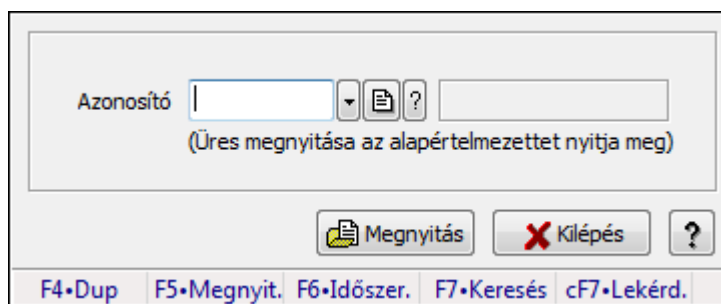 Azonosító ?
(Üres megnyitása az alapértelmezettet nyitja meg)
Megnyitás Kilépés ?
F4•Dup F5•Megnyit. F6•Időszer. F7•Keresés cF7•Lekérd.